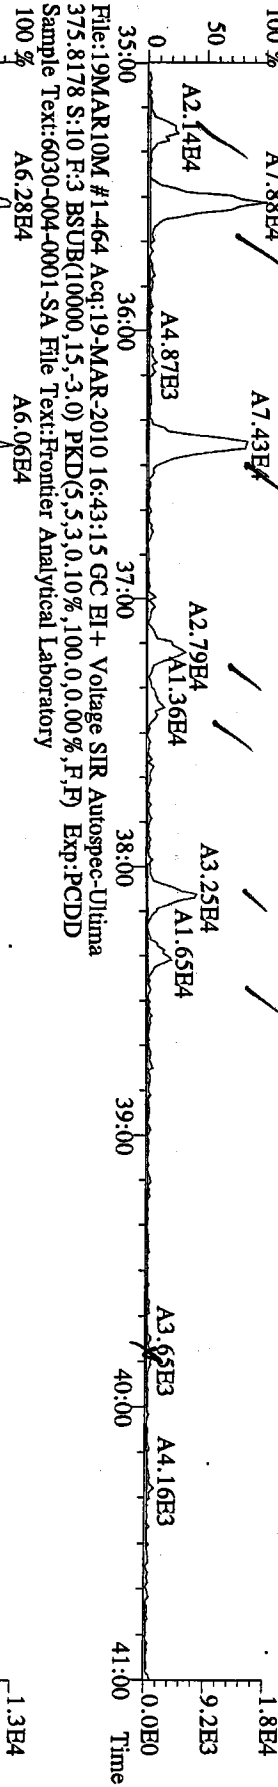 100 %
A7.88E4
1.8E4
A7.43E4
50
A2.14E4
A2.79E4
A3.25E4
9.2E3
A4.87E3
A1.36E4
A1.65E4
A3.65E3
A4.16E3
0
0.0E0
35:00
36:00
37:00
38:00
39:00
40:00
41:00
Time
File:19MAR10M #1-464 Acq:19-MAR-2010 16:43:15 GC EI+ Voltage SIR Autospec-Ultima
375.8178 S:10 F:3 BSUB(10000,15,-3.0) PKD(5,5,3,0.10%,100.0,0.00%,F,F) Exp:PCDD
Sample Text:6030-004-0001-SA File Text:Frontier Analytical Laboratory
100 %
A6.28E4
A6.06E4
1.3E4